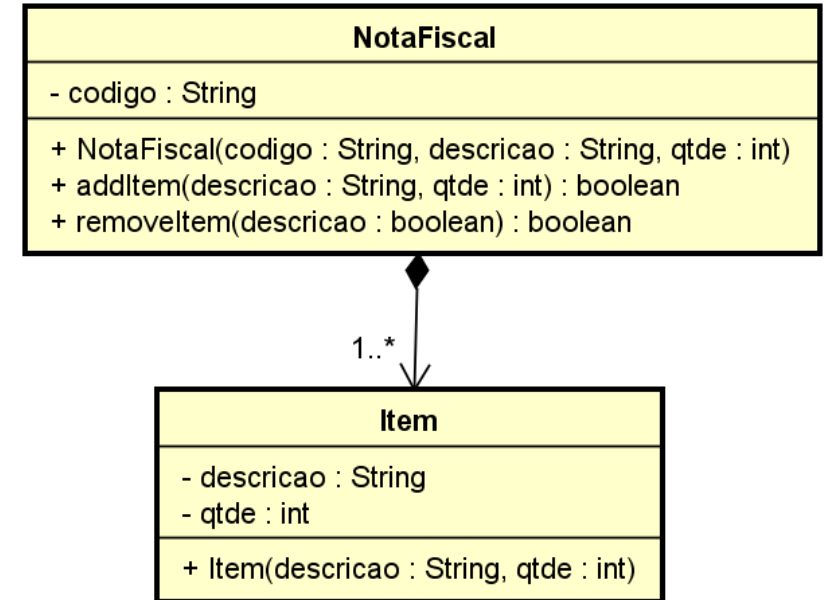 NotaFiscal
- codigo : String
+ NotaFiscal(codigo : String, descricao : String, qtde : int)
+ addItem(descricao : String, qtde : int) : boolean
+ removeItem(descricao : boolean) : boolean
1..*
Item
- descricao : String
- qtde : int
+ Item(descricao : String, qtde : int)